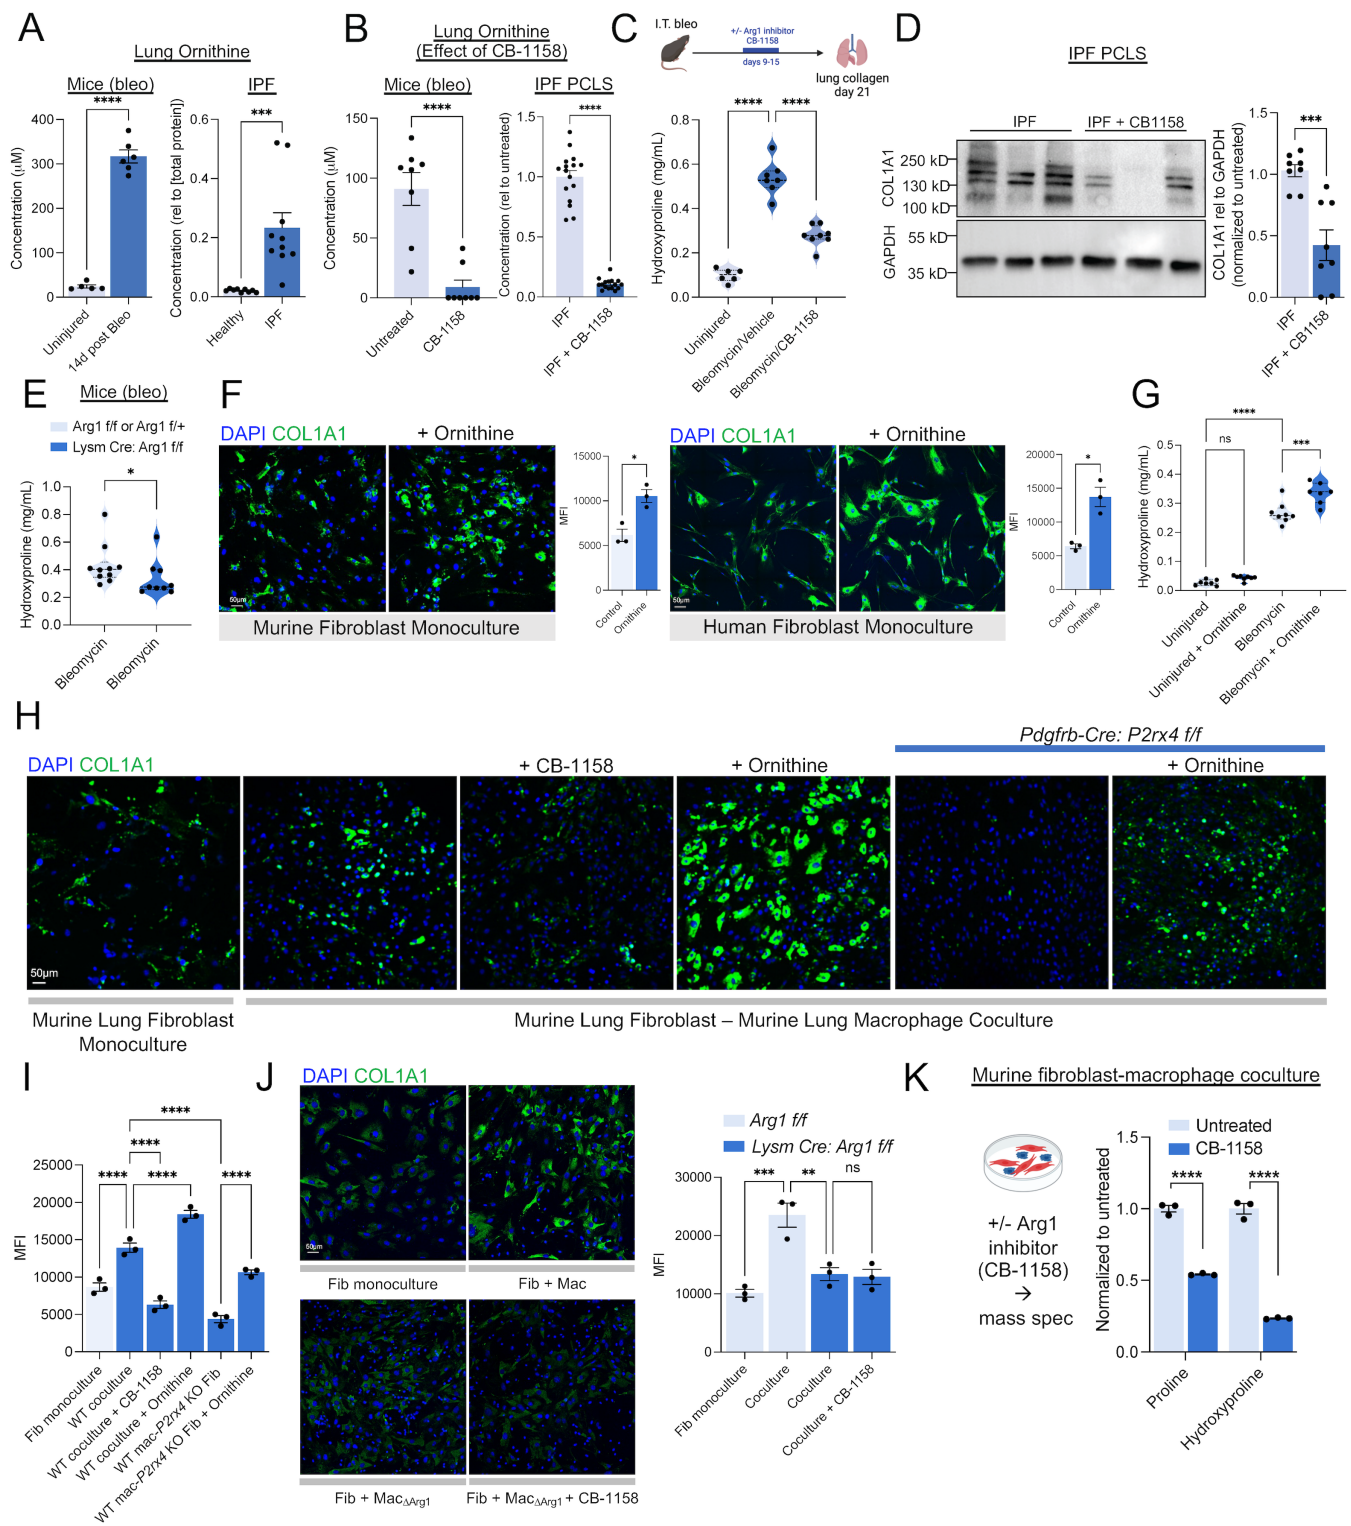 A
Lung Ornithine
Mice (bleo)
****
Concentration (µM)
400
300
200
100
0
Uninjured
14d post Bleo
IPF
***
Concentration (rel to [total protein])
0.6
0.4
0.2
0.0
Healthy
IPF
B
Lung Ornithine
(Effect of CB-1158)
Mice (bleo)
****
Concentration (µM)
150
100
50
0
Untreated
CB-1158
IPF PCLS
****
Concentration (rel to untreated)
1.5
1.0
0.5
0.0
IPF
IPF + CB-1158
C
I.T. bleo
+/- Arg1 inhibitor
CB-1158
days 9-15
lung collagen
day 21
****
****
Hydroxyproline (mg/mL)
0.8
0.6
0.4
0.2
0.0
Uninjured
Bleomycin/Vehicle
Bleomycin/CB-1158
D
IPF PCLS
IPF
IPF + CB1158
COL1A1
250 kD
130 kD
100 kD
GAPDH
55 kD
35 kD
***
COL1A1 rel to GAPDH
(normalized to untreated)
1.5
1.0
0.5
0.0
IPF
IPF + CB1158
E
Mice (bleo)
Arg1 f/f or Arg1 f/+
Lysm Cre: Arg1 f/f
*
Hydroxyproline (mg/mL)
1.0
0.8
0.6
0.4
0.2
0.0
Bleomycin
Bleomycin
F
DAPI COL1A1
+ Ornithine
50µm
Murine Fibroblast Monoculture
*
MFI
15000
10000
5000
0
Control
Ornithine
DAPI COL1A1
+ Ornithine
50µm
Human Fibroblast Monoculture
*
MFI
20000
15000
10000
5000
0
Control
Ornithine
G
****
ns
***
Hydroxyproline (mg/mL)
0.5
0.4
0.3
0.2
0.1
0.0
Uninjured
Uninjured + Ornithine
Bleomycin
Bleomycin + Ornithine
H
Pdgfrb-Cre: P2rx4 f/f
DAPI COL1A1
+ CB-1158
+ Ornithine
+ Ornithine
50µm
Murine Lung Fibroblast
Monoculture
Murine Lung Fibroblast – Murine Lung Macrophage Coculture
I
****
****
****
****
****
MFI
25000
20000
15000
10000
5000
0
Fib monoculture
WT coculture
WT coculture + CB-1158
WT coculture + Ornithine
WT mac-P2rx4 KO Fib
WT mac-P2rx4 KO Fib + Ornithine
J
DAPI COL1A1
50µm
Fib monoculture
Fib + Mac
Fib + MacΔArg1
Fib + MacΔArg1 + CB-1158
Arg1 f/f
Lysm Cre: Arg1 f/f
***
**
ns
MFI
30000
20000
10000
0
Fib monoculture
Coculture
Coculture
Coculture + CB-1158
K
Murine fibroblast-macrophage coculture
+/- Arg1
inhibitor
(CB-1158)
→
mass spec
Untreated
CB-1158
****
****
Normalized to untreated
1.5
1.0
0.5
0.0
Proline
Hydroxyproline